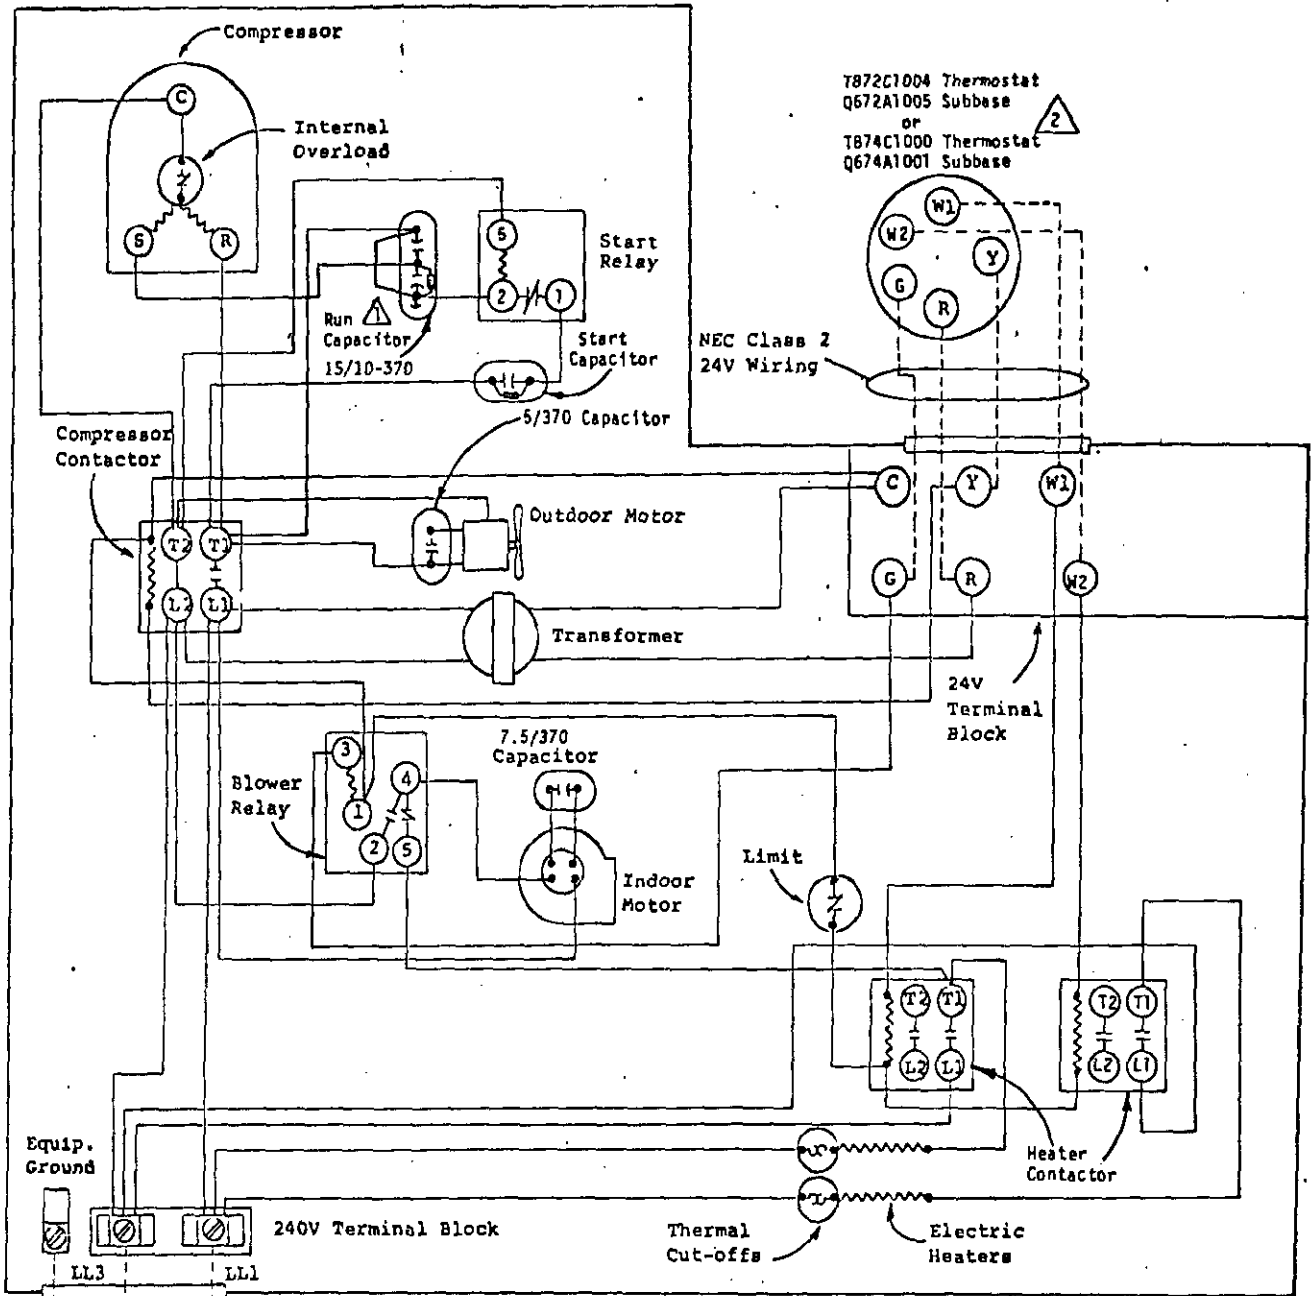 Compressor
C
Internal
Overload
S
R
Run
1
Capacitor
15/10-370
5
2
1
Start
Relay
Start
Capacitor
5/370 Capacitor
T872C1004 Thermostat
Q672A1005 Subbase
or
T874C1000 Thermostat
Q674A1001 Subbase
2
W1
W2
Y
G
R
NEC Class 2
24V Wiring
Compressor
Contactor
T2
T1
L2
L1
Outdoor Motor
Transformer
C
Y
W1
G
R
W2
24V
Terminal
Block
7.5/370
Capacitor
3
4
1
2
5
Blower
Relay
Indoor
Motor
Limit
T2
T1
L2
L1
T2
T1
L2
L1
Heater
Contactor
Equip.
Ground
240V Terminal Block
LL3
LL1
Thermal
Cut-offs
Electric
Heaters